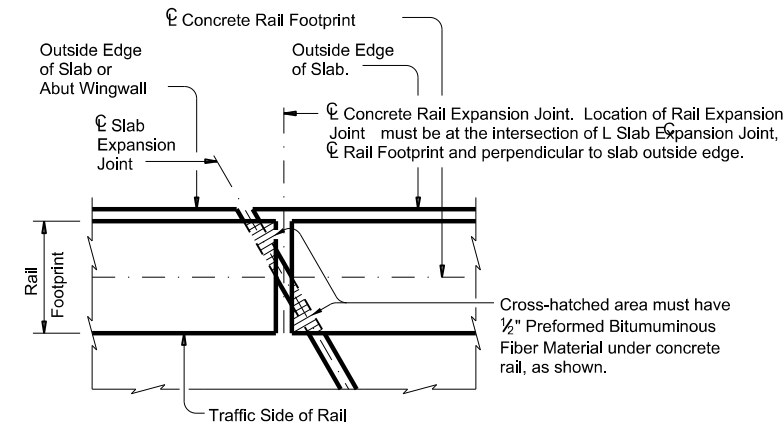 ℄ Concrete Rail Footprint
Outside Edge
of Slab or
Abut Wingwall
Outside Edge
of Slab.
℄ Slab
Expansion
Joint
℄ Concrete Rail Expansion Joint. Location of Rail Expansion
Joint must be at the intersection of L Slab Expansion Joint, ℄
℄ Rail Footprint and perpendicular to slab outside edge.
Rail
Footprint
Cross-hatched area must have
½" Preformed Bitumuminous
Fiber Material under concrete
rail, as shown.
Traffic Side of Rail